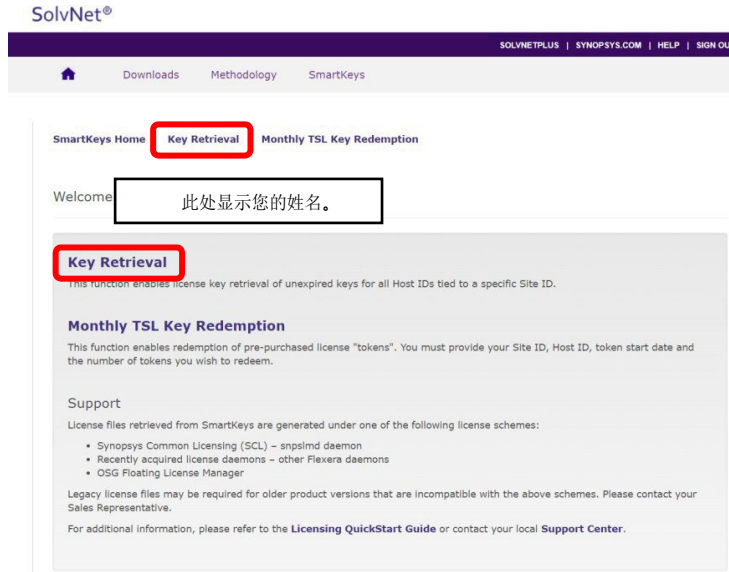 SolvNet®
SOLVNETPLUS | SYNOPSYS.COM | HELP | SIGN OU
Downloads Methodology SmartKeys
SmartKeys Home Key Retrieval Monthly TSL Key Redemption
Welcome 此处显示您的姓名。
Key Retrieval
This function enables license key retrieval of unexpired keys for all Host IDs tied to a specific Site ID.
Monthly TSL Key Redemption
This function enables redemption of pre-purchased license "tokens". You must provide your Site ID, Host ID, token start date and
the number of tokens you wish to redeem.
Support
License files retrieved from SmartKeys are generated under one of the following license schemes:
• Synopsys Common Licensing (SCL) – snpslmd daemon
• Recently acquired license daemons – other Flexera daemons
• OSG Floating License Manager
Legacy license files may be required for older product versions that are incompatible with the above schemes. Please contact your
Sales Representative.
For additional information, please refer to the Licensing QuickStart Guide or contact your local Support Center.